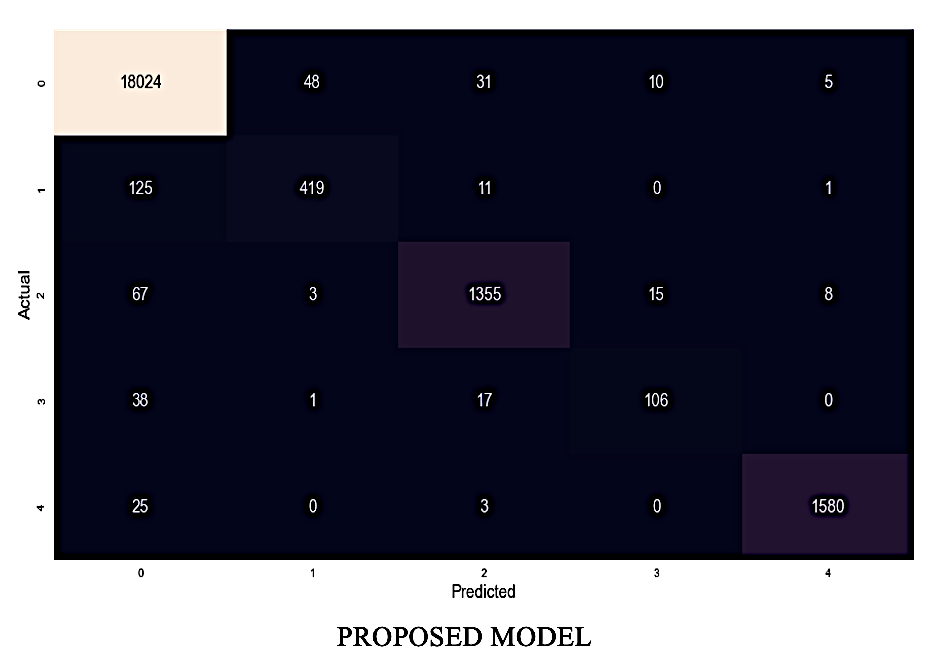 0 18024 48 31 10 5
1 125 419 11 0 1
Actual
2 67 3 1355 15 8
3 38 1 17 106 0
4 25 0 3 0 1580
0 1 2 3 4
Predicted
PROPOSED MODEL